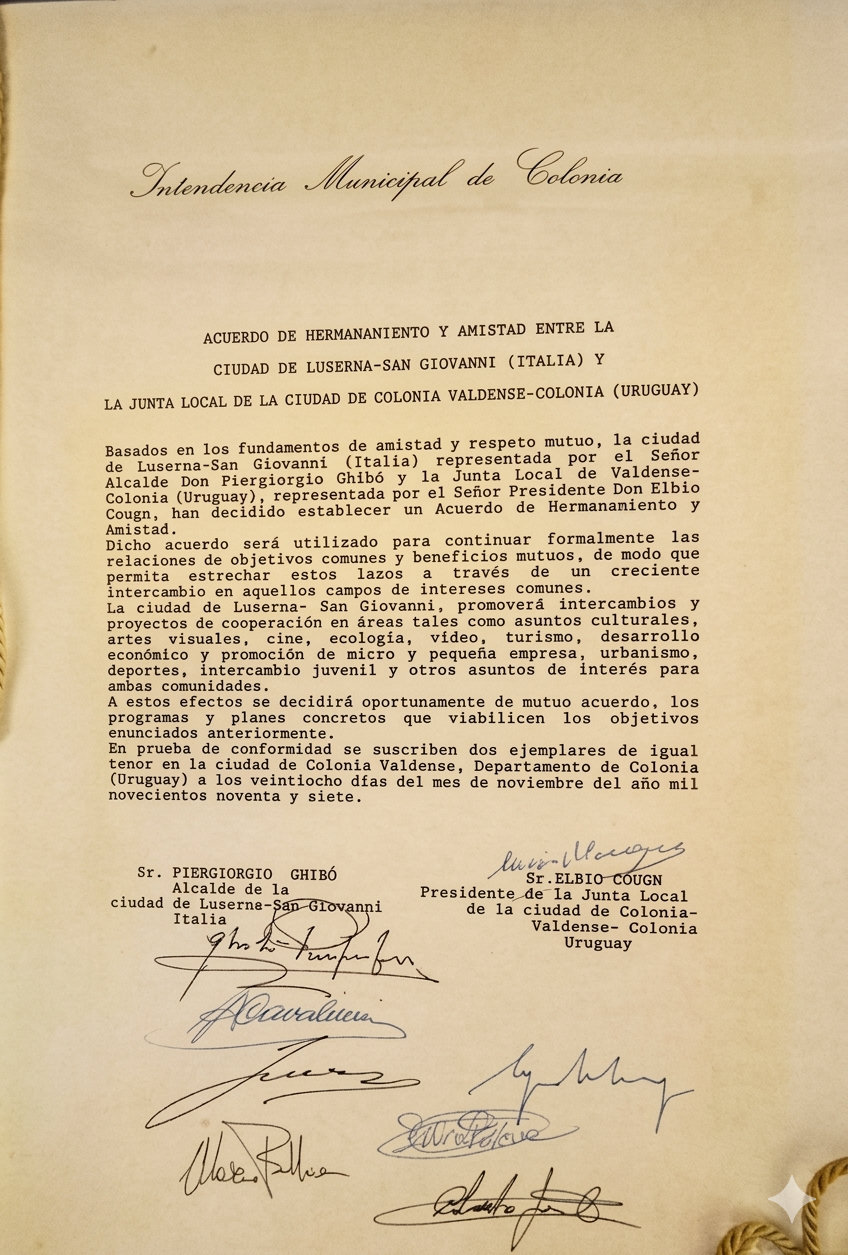 Intendencia Municipal de Colonia
ACUERDO DE HERMANANIENTO Y AMISTAD ENTRE LA
CIUDAD DE LUSERNA-SAN GIOVANNI (ITALIA) Y
LA JUNTA LOCAL DE LA CIUDAD DE COLONIA VALDENSE-COLONIA (URUGUAY)
Basados en los fundamentos de amistad y respeto mutuo, la ciudad
de Luserna-San Giovanni (Italia) representada por el Señor
Alcalde Don Piergiorgio Ghibó y la Junta Local de Valdense-
Colonia (Uruguay), representada por el Señor Presidente Don Elbio
Cougn, han decidido establecer un Acuerdo de Hermanamiento y
Amistad.
Dicho acuerdo será utilizado para continuar formalmente las
relaciones de objetivos comunes y beneficios mutuos, de modo que
permita estrechar estos lazos a través de un creciente
intercambio en aquellos campos de intereses comunes.
La ciudad de Luserna- San Giovanni, promoverá intercambios y
proyectos de cooperación en áreas tales como asuntos culturales,
artes visuales, cine, ecología, vídeo, turismo, desarrollo
económico y promoción de micro y pequeña empresa, urbanismo,
deportes, intercambio juvenil y otros asuntos de interés para
ambas comunidades.
A estos efectos se decidirá oportunamente de mutuo acuerdo, los
programas y planes concretos que viabilicen los objetivos
enunciados anteriormente.
En prueba de conformidad se suscriben dos ejemplares de igual
tenor en la ciudad de Colonia Valdense, Departamento de Colonia
(Uruguay) a los veintiocho días del mes de noviembre del año mil
novecientos noventa y siete.
Sr. PIERGIORGIO GHIBÓ
Alcalde de la
ciudad de Luserna-San Giovanni
Italia
Sr.ELBIO COUGN
Presidente de la Junta Local
de la ciudad de Colonia-
Valdense- Colonia
Uruguay